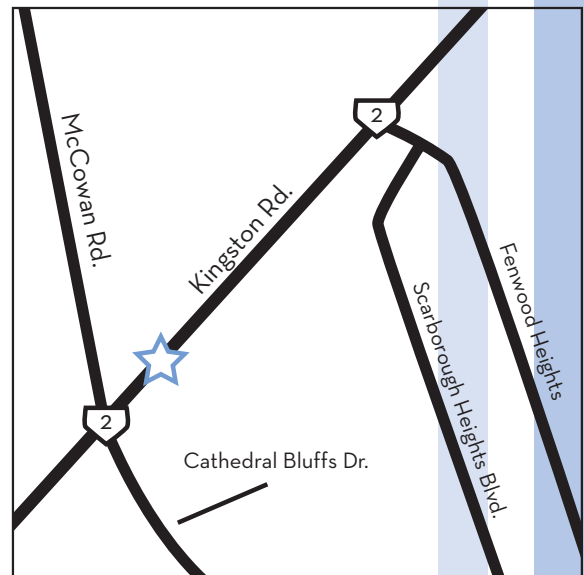 2
McCowan Rd.
Kingston Rd.
Fenwood Heights
Scarborough Heights Blvd.
2
Cathedral Bluffs Dr.